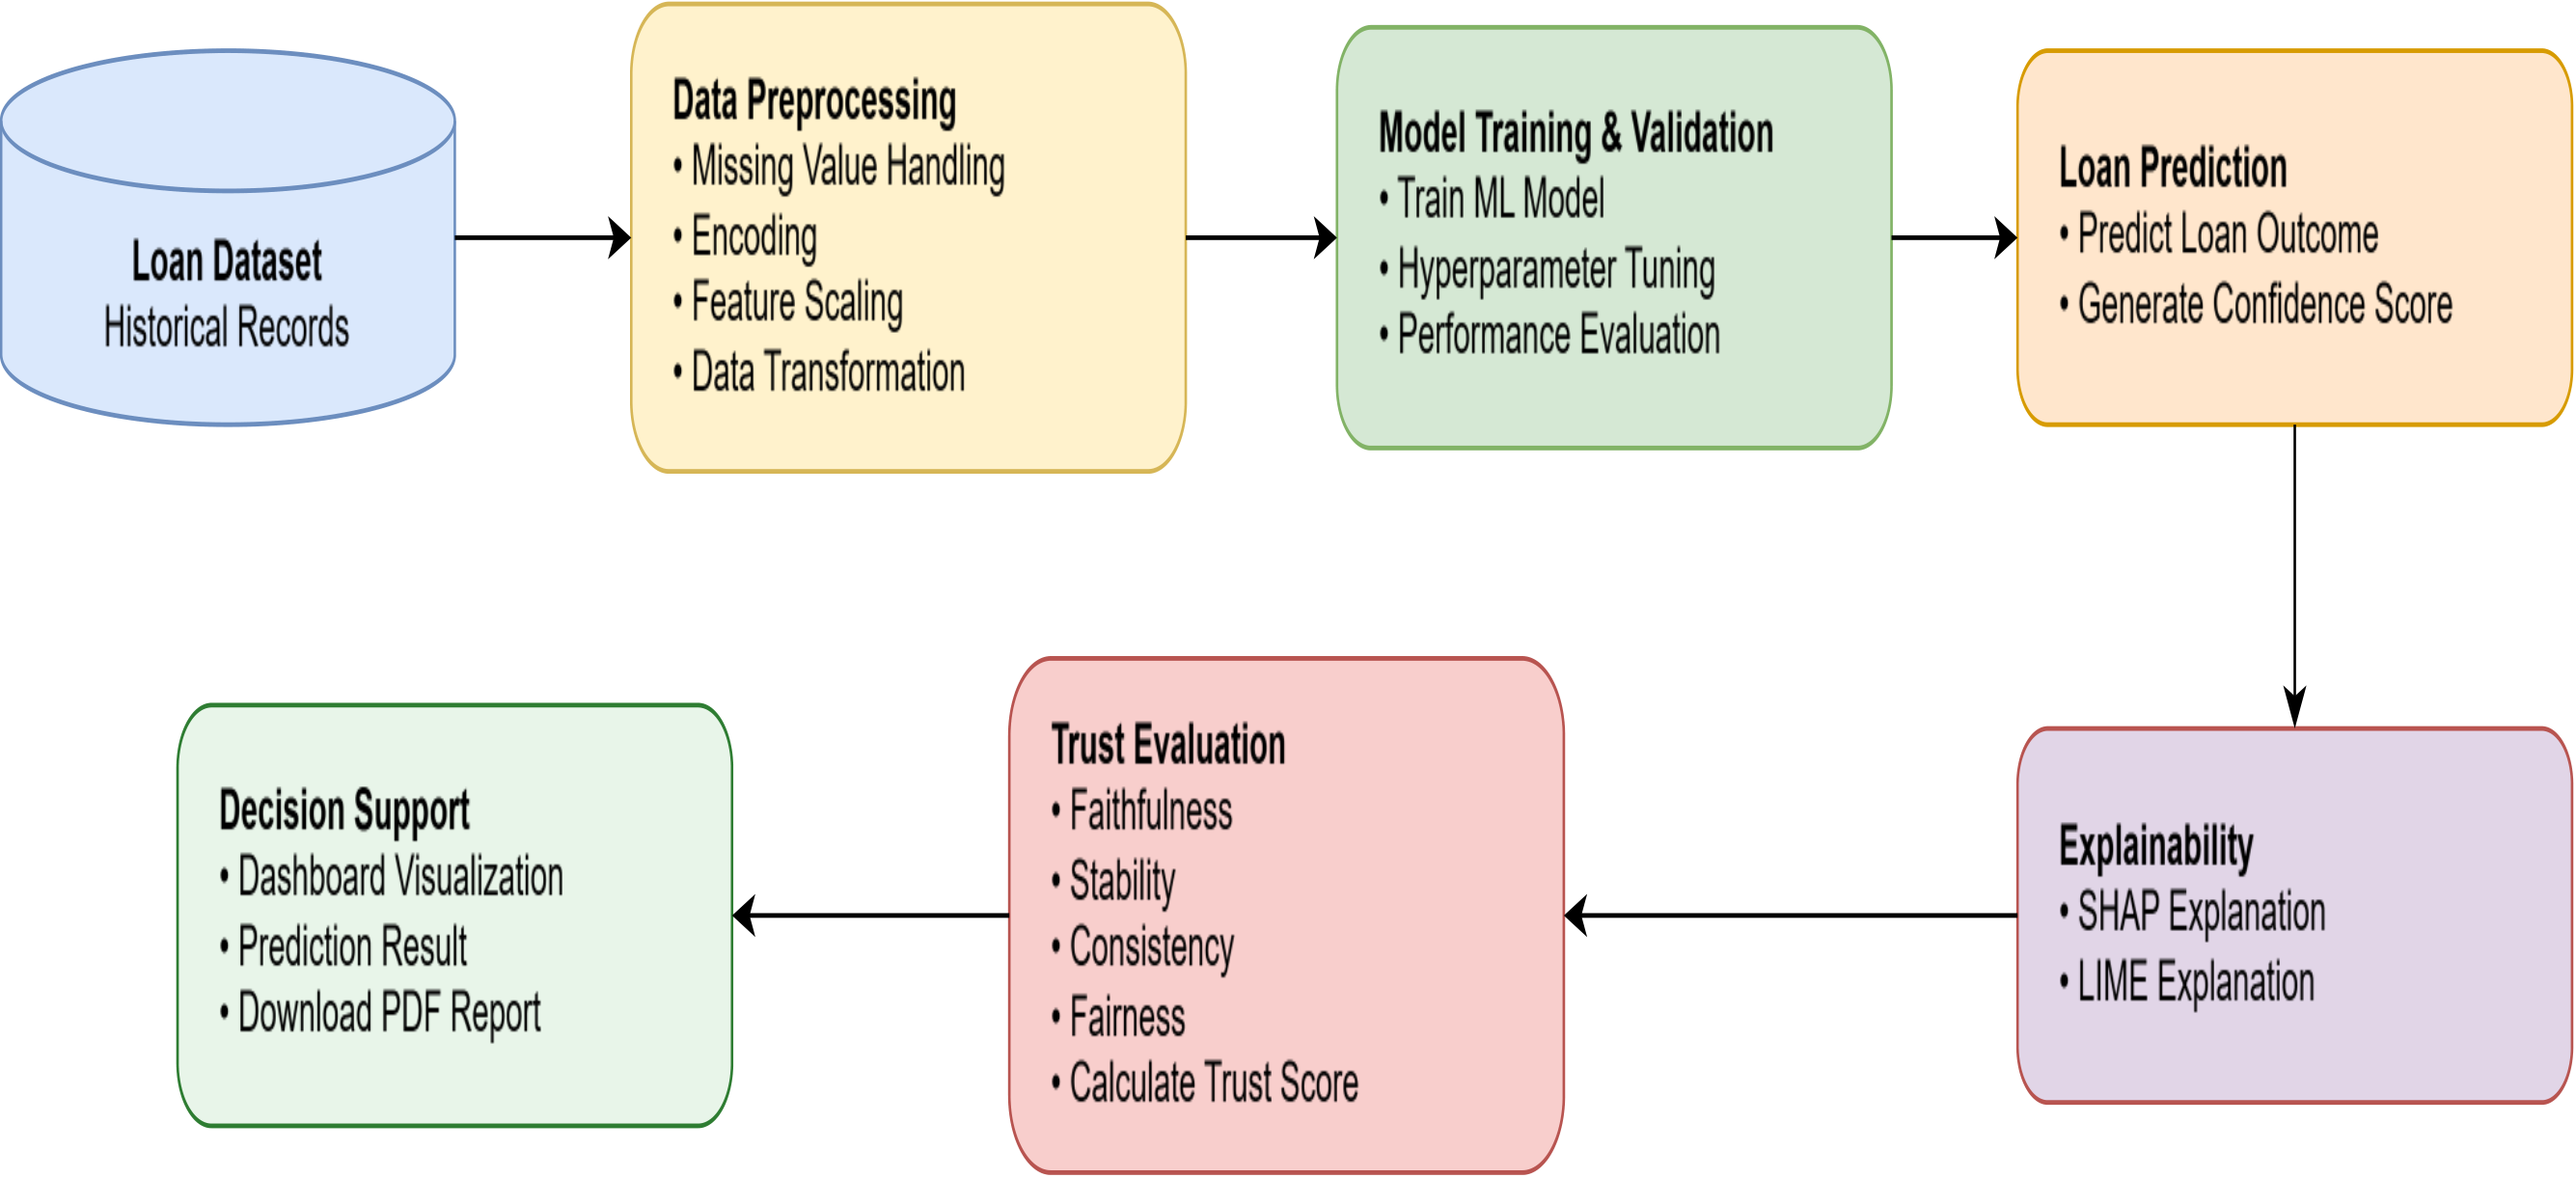 Loan Dataset
Historical Records
Data Preprocessing
• Missing Value Handling
• Encoding
• Feature Scaling
• Data Transformation
Model Training & Validation
• Train ML Model
• Hyperparameter Tuning
• Performance Evaluation
Loan Prediction
• Predict Loan Outcome
• Generate Confidence Score
Explainability
• SHAP Explanation
• LIME Explanation
Trust Evaluation
• Faithfulness
• Stability
• Consistency
• Fairness
• Calculate Trust Score
Decision Support
• Dashboard Visualization
• Prediction Result
• Download PDF Report